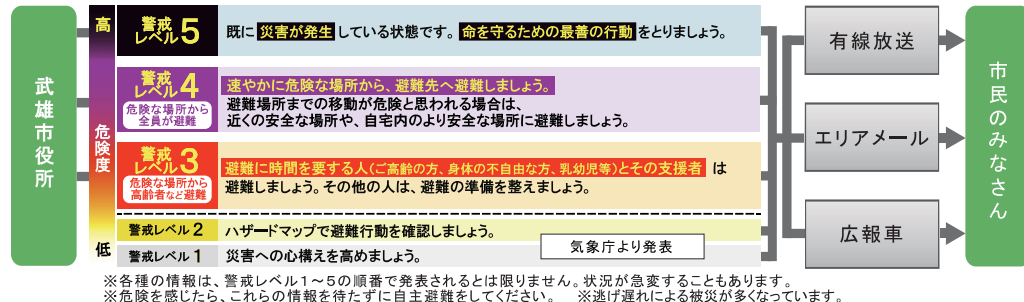 武雄市役所
高
危険度
低
警戒
レベル5
既に災害が発生している状態です。命を守るための最善の行動をとりましょう。
警戒
レベル4
危険な場所から
全員が避難
速やかに危険な場所から、避難先へ避難しましょう。
避難場所までの移動が危険と思われる場合は、
近くの安全な場所や、自宅内のより安全な場所に避難しましょう。
警戒
レベル3
危険な場所から
高齢者など避難
避難に時間を要する人(ご高齢の方、身体の不自由な方、乳幼児等)とその支援者 は
避難しましょう。その他の人は、避難の準備を整えましょう。
警戒レベル2
ハザードマップで避難行動を確認しましょう。
警戒レベル1
災害への心構えを高めましょう。
気象庁より発表
有線放送
エリアメール
広報車
市民のみなさん
※各種の情報は、警戒レベル1～5の順番で発表されるとは限りません。状況が急変することもあります。
※危険を感じたら、これらの情報を待たずに自主避難をしてください。 ※逃げ遅れによる被災が多くなっています。